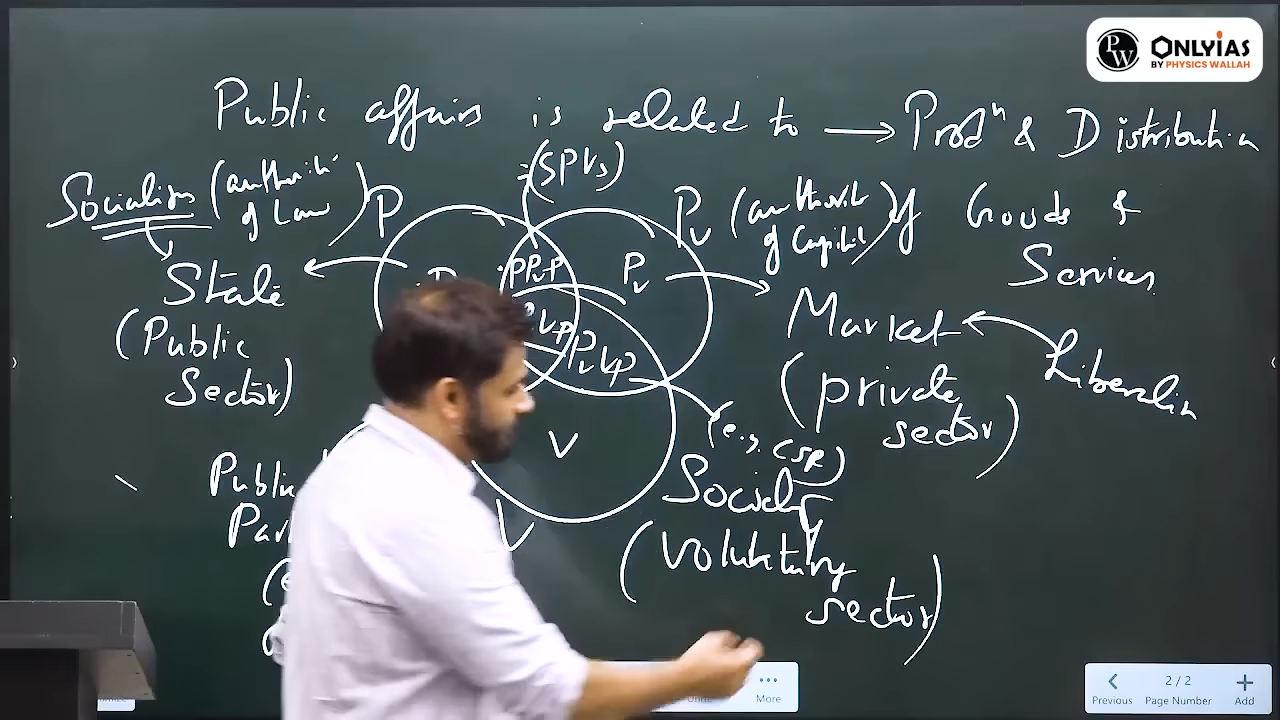 PW ONLYIAS
BY PHYSICS WALLAH
Public affairs is related to → Prodⁿ & Distribution
of Goods &
Services
(SPVs)
Socialism (authority
of Law)
State
(Public
Sector)
P
Pv (authority
of Capital)
Pv
PPvP
PvVP
V
V
Market
(private
sector)
Liberalism
(e.g. CSR)
Society
(Voluntary
sector)
Public
2 / 2
Previous Page Number Add
More